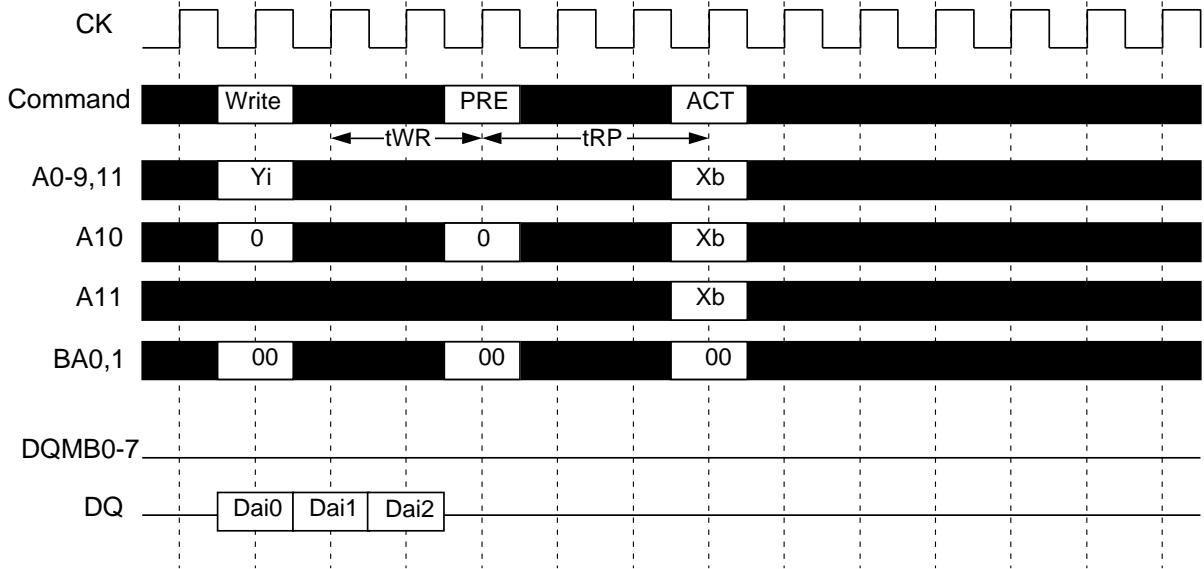 CK
Command Write PRE ACT
tWR tRP
A0-9,11 Yi Xb
A10 0 0 Xb
A11 Xb
BA0,1 00 00 00
DQMB0-7
DQ Dai0 Dai1 Dai2